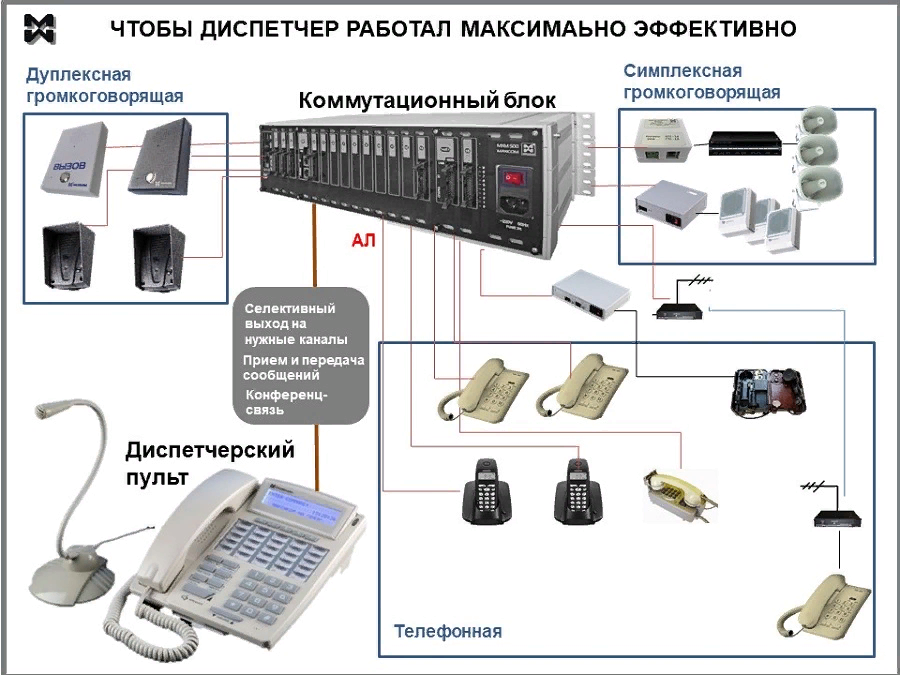 ЧТОБЫ ДИСПЕТЧЕР РАБОТАЛ МАКСИМАЬНО ЭФФЕКТИВНО
Дуплексная
громкоговорящая
Симплексная
громкоговорящая
Коммутационный блок
ВЫЗОВ
АЛ
Селективный
выход на
нужные каналы
Прием и передача
сообщений
Конференц-
связь
Диспетчерский
пульт
Телефонная